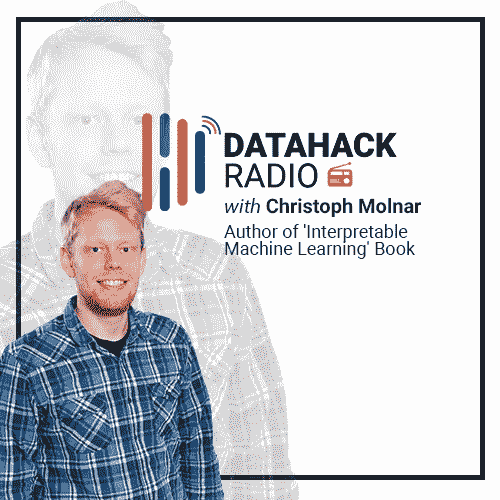 DATAHACK
RADIO
with Christoph Molnar
Author of 'Interpretable
Machine Learning' Book